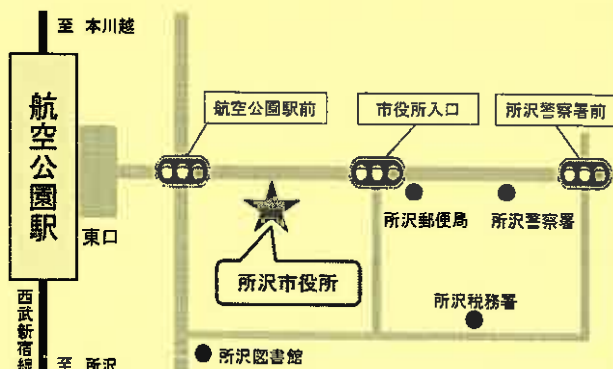 至 本川越
航空公園駅
東口
西武新宿線
至 所沢
航空公園駅前
市役所入口
所沢警察署前
所沢郵便局
所沢警察署
所沢市役所
所沢税務署
所沢図書館